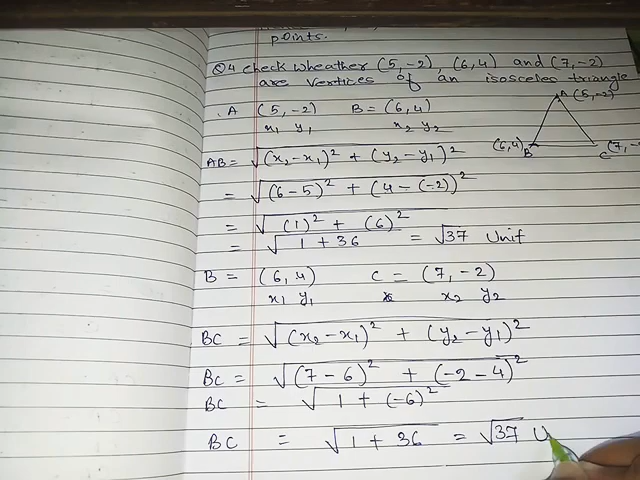 points.
Q4 check wheather (5,-2), (6,4) and (7,-2)
are vertices of an isosceles triangle
A (5,-2) B = (6,4)
x₁ y₁ x₂ y₂
A (5,-2)
(6,4) B C (7,-
AB = √(x₂-x₁)² + (y₂-y₁)²
= √(6-5)² + (4-(-2))²
= √(1)² + (6)²
= √1+36 = √37 Unit
B = (6,4) C = (7,-2)
x₁ y₁ x₂ y₂
BC = √(x₂-x₁)² + (y₂-y₁)²
BC = √(7-6)² + (-2-4)²
BC = √1+(-6)²
BC = √1+36 = √37 U